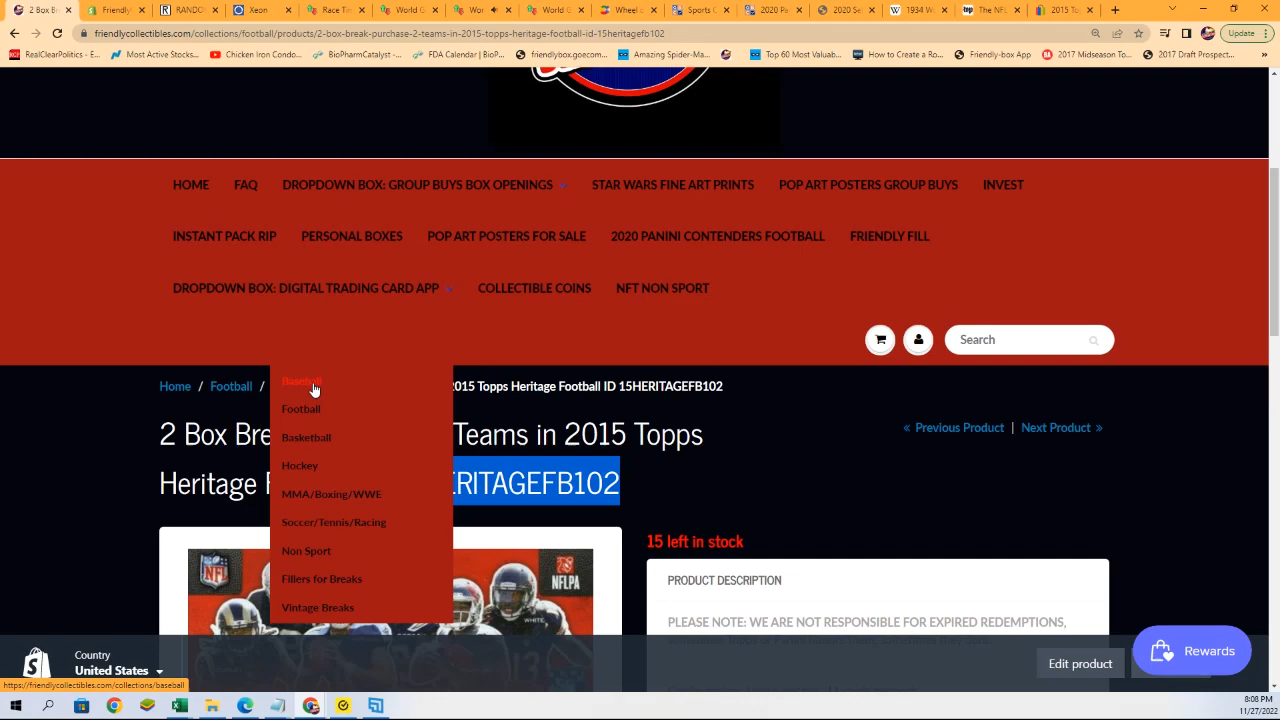 2 Box Br
Friendly
RANDO
Xeon
Race Tim
World G
Wor
World G
Wheel o
Sports C
2020 Pan
2020 Se
1934 W
The NFL
2015 Top
friendlycollectibles.com/collections/football/products/2-box-break-purchase-2-teams-in-2015-topps-heritage-football-id-15heritagefb102
Update
RealClearPolitics - E...
Most Active Stocks...
Chicken Iron Condo...
BioPharmCatalyst -...
FDA Calendar | BioP...
friendlybox.goecom...
Amazing Spider-Ma...
Top 60 Most Valuab...
How to Create a Ro...
Friendly-box App
2017 Midseason To...
2017 Draft Prospect...
HOME
FAQ
DROPDOWN BOX: GROUP BUYS BOX OPENINGS
STAR WARS FINE ART PRINTS
POP ART POSTERS GROUP BUYS
INVEST
INSTANT PACK RIP
PERSONAL BOXES
POP ART POSTERS FOR SALE
2020 PANINI CONTENDERS FOOTBALL
FRIENDLY FILL
DROPDOWN BOX: DIGITAL TRADING CARD APP
COLLECTIBLE COINS
NFT NON SPORT
Search
Baseball
Football
Basketball
Hockey
MMA/Boxing/WWE
Soccer/Tennis/Racing
Non Sport
Fillers for Breaks
Vintage Breaks
Home / Football / 2015 Topps Heritage Football ID 15HERITAGEFB102
2 Box Bre Teams in 2015 Topps
Heritage ERITAGEFB102
« Previous Product | Next Product »
15 left in stock
PRODUCT DESCRIPTION
PLEASE NOTE: WE ARE NOT RESPONSIBLE FOR EXPIRED REDEMPTIONS,
NFL
NFLPA
WHITE
Country
United States
Edit product
Rewards
https://friendlycollectibles.com/collections/baseball
8:08 PM
11/27/2022